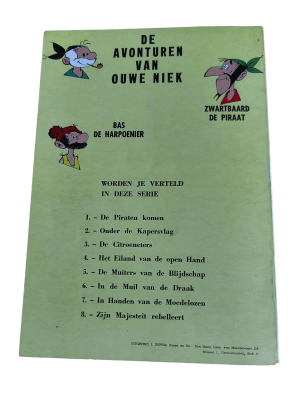 DE
AVONTUREN
VAN
OUWE NIEK
ZWARTBAARD
DE PIRAAT
BAS
DE HARPOENIER
WORDEN JE VERTELD
IN DEZE SERIE
1. – De Piraten komen
2. – Onder de Kapersvlag
3. – De Citroeneters
4. – Het Eiland van de open Hand
5. – De Muiters van de Blijdschap
6. – In de Muil van de Draak
7. – In Handen van de Moedelozen
8. – Zijn Majesteit rebelleert